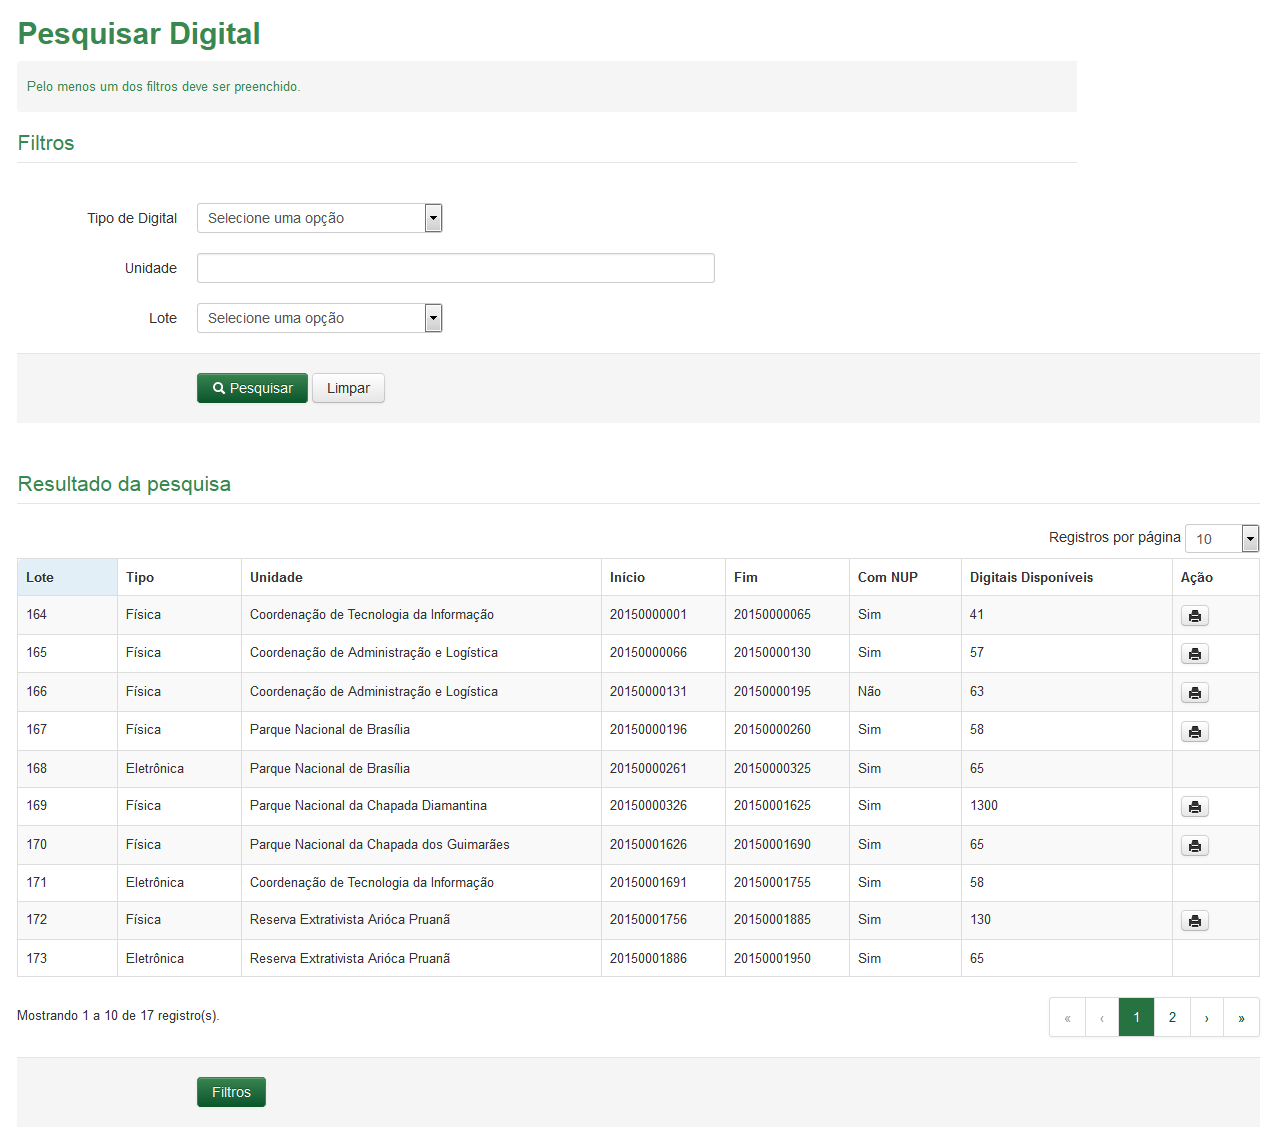 Pesquisar Digital
Pelo menos um dos filtros deve ser preenchido.
Filtros
Tipo de Digital Selecione uma opção
Unidade
Lote Selecione uma opção
Pesquisar Limpar
Resultado da pesquisa
Registros por página 10
Lote Tipo Unidade Início Fim Com NUP Digitais Disponíveis Ação
164 Física Coordenação de Tecnologia da Informação 20150000001 20150000065 Sim 41
165 Física Coordenação de Administração e Logística 20150000066 20150000130 Sim 57
166 Física Coordenação de Administração e Logística 20150000131 20150000195 Não 63
167 Física Parque Nacional de Brasília 20150000196 20150000260 Sim 58
168 Eletrônica Parque Nacional de Brasília 20150000261 20150000325 Sim 65
169 Física Parque Nacional da Chapada Diamantina 20150000326 20150001625 Sim 1300
170 Física Parque Nacional da Chapada dos Guimarães 20150001626 20150001690 Sim 65
171 Eletrônica Coordenação de Tecnologia da Informação 20150001691 20150001755 Sim 58
172 Física Reserva Extrativista Arióca Pruanã 20150001756 20150001885 Sim 130
173 Eletrônica Reserva Extrativista Arióca Pruanã 20150001886 20150001950 Sim 65
Mostrando 1 a 10 de 17 registro(s). « ‹ 1 2 › »
Filtros